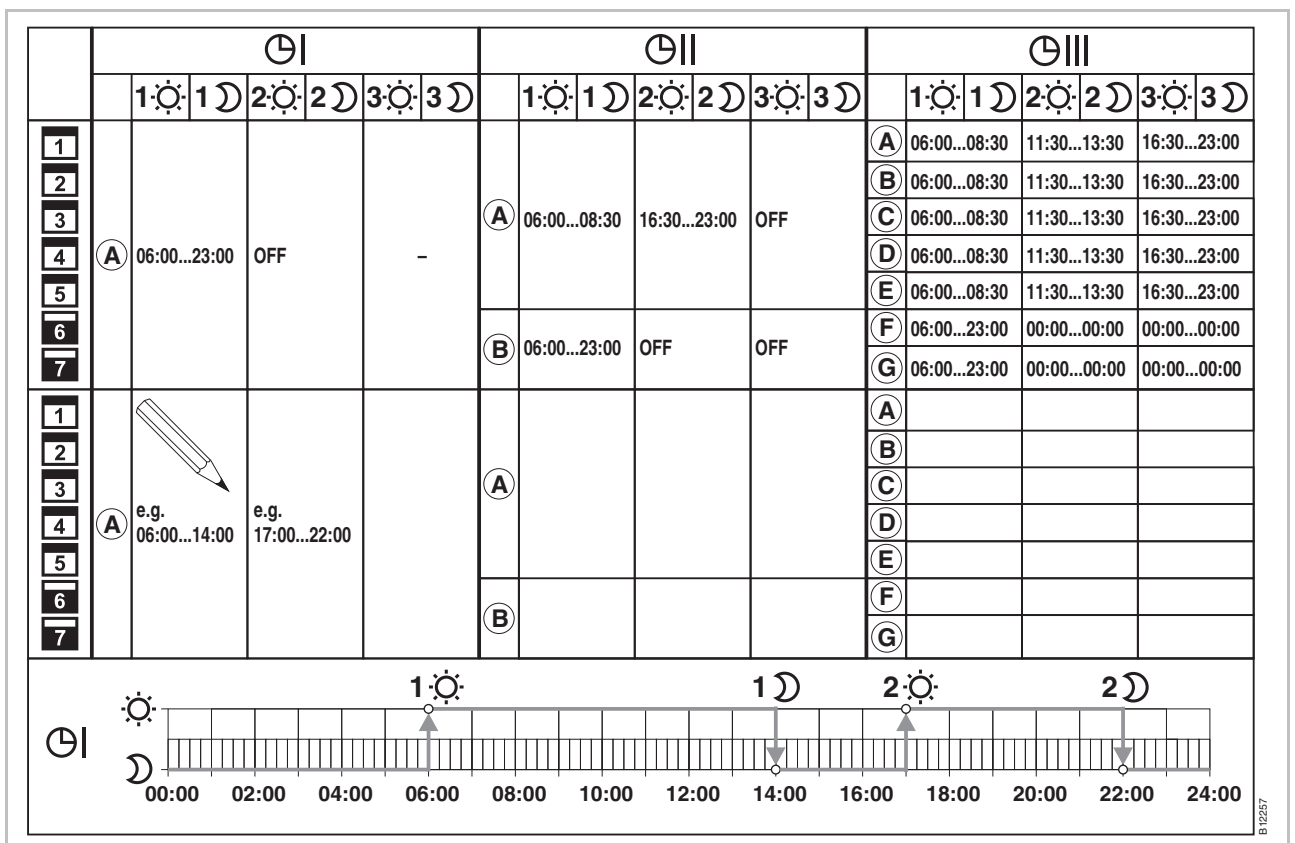 I II III
1 1 2 2 3 3 1 1 2 2 3 3 1 1 2 2 3 3
1 A 06:00...08:30 11:30...13:30 16:30...23:00
2 B 06:00...08:30 11:30...13:30 16:30...23:00
3 A 06:00...08:30 16:30...23:00 OFF C 06:00...08:30 11:30...13:30 16:30...23:00
4 A 06:00...23:00 OFF – D 06:00...08:30 11:30...13:30 16:30...23:00
5 E 06:00...08:30 11:30...13:30 16:30...23:00
6 B 06:00...23:00 OFF OFF F 06:00...23:00 00:00...00:00 00:00...00:00
7 G 06:00...23:00 00:00...00:00 00:00...00:00
1 A
2 B
3 A C
e.g. e.g.
4 A 06:00...14:00 17:00...22:00 D
5 E
6 B F
7 G
1 1 2 2
I
00:00 02:00 04:00 06:00 08:00 10:00 12:00 14:00 16:00 18:00 20:00 22:00 24:00
B12257